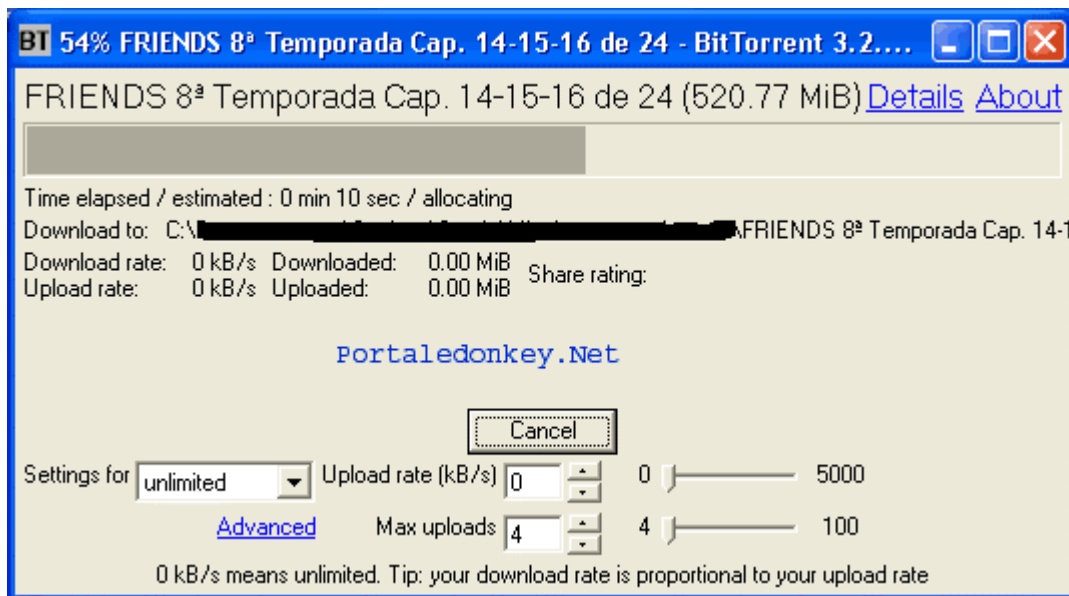 BT 54% FRIENDS 8ª Temporada Cap. 14-15-16 de 24 - BitTorrent 3.2....
FRIENDS 8ª Temporada Cap. 14-15-16 de 24 (520.77 MiB) Details About
Time elapsed / estimated : 0 min 10 sec / allocating
Download to: C:\ \FRIENDS 8ª Temporada Cap. 14-1
Download rate: 0 kB/s Downloaded: 0.00 MiB
Upload rate: 0 kB/s Uploaded: 0.00 MiB Share rating:
Portaledonkey.Net
Cancel
Settings for unlimited Upload rate (kB/s) 0 0 5000
Advanced Max uploads 4 4 100
0 kB/s means unlimited. Tip: your download rate is proportional to your upload rate